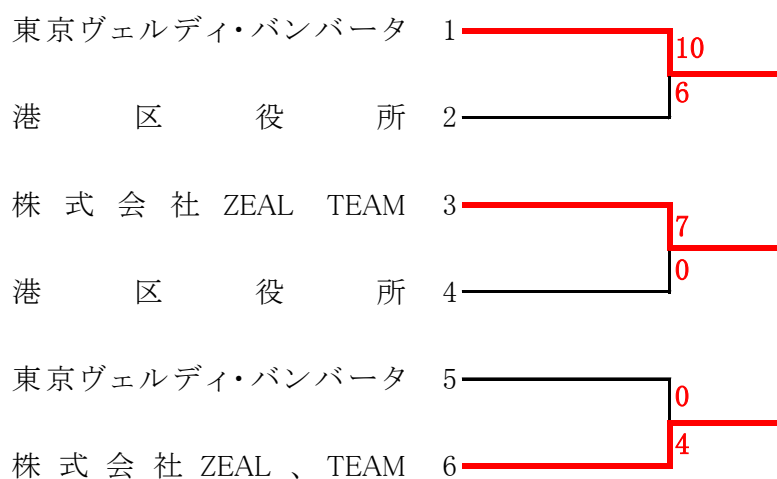 東京ヴェルディ・バンバータ 1
10
6
港区役所 2
株式会社 ZEAL TEAM 3
7
0
港区役所 4
東京ヴェルディ・バンバータ 5
0
4
株式会社 ZEAL 、 TEAM 6